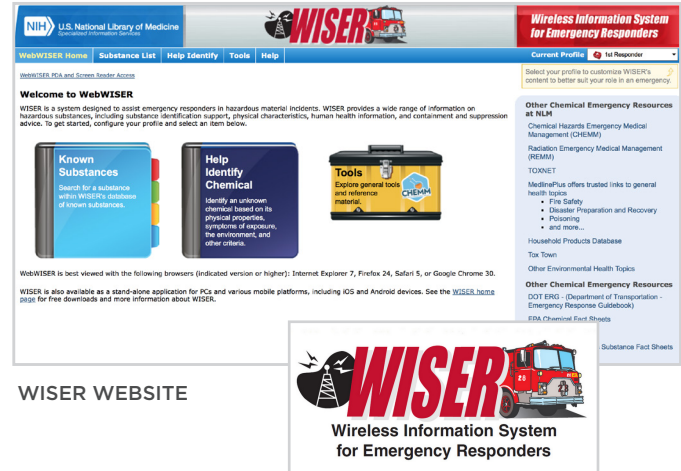 NIH
U.S. National Library of Medicine
Specialized Information Services
WISER
Wireless Information System
for Emergency Responders
WebWISER Home Substance List Help Identify Tools Help
Current Profile 1st Responder
WebWISER PDA and Screen Reader Access
Select your profile to customize WISER's
content to better suit your role in an emergency.
Welcome to WebWISER
WISER is a system designed to assist emergency responders in hazardous material incidents. WISER provides a wide range of information on
hazardous substances, including substance identification support, physical characteristics, human health information, and containment and suppression
advice. To get started, configure your profile and select an item below.
Known
Substances
Search for a substance
within WISER's database
of known substances.
Help
Identify
Chemical
Identify an unknown
chemical based on its
physical properties,
symptoms of exposure,
the environment, and
other criteria.
Tools
Explore general tools
and reference
material.
CHEMM
WebWISER is best viewed with the following browsers (indicated version or higher): Internet Explorer 7, Firefox 24, Safari 5, or Google Chrome 30.
WISER is also available as a stand-alone application for PCs and various mobile platforms, including iOS and Android devices. See the WISER home
page for free downloads and more information about WISER.
Other Chemical Emergency Resources
at NLM
Chemical Hazards Emergency Medical
Management (CHEMM)
Radiation Emergency Medical Management
(REMM)
TOXNET
MedlinePlus offers trusted links to general
health topics
• Fire Safety
• Disaster Preparation and Recovery
• Poisoning
• and more...
Household Products Database
Tox Town
Other Environmental Health Topics
Other Chemical Emergency Resources
DOT ERG - (Department of Transportation -
Emergency Response Guidebook)
EPA Chemical Fact Sheets
Substance Fact Sheets
WISER WEBSITE
WISER
Wireless Information System
for Emergency Responders